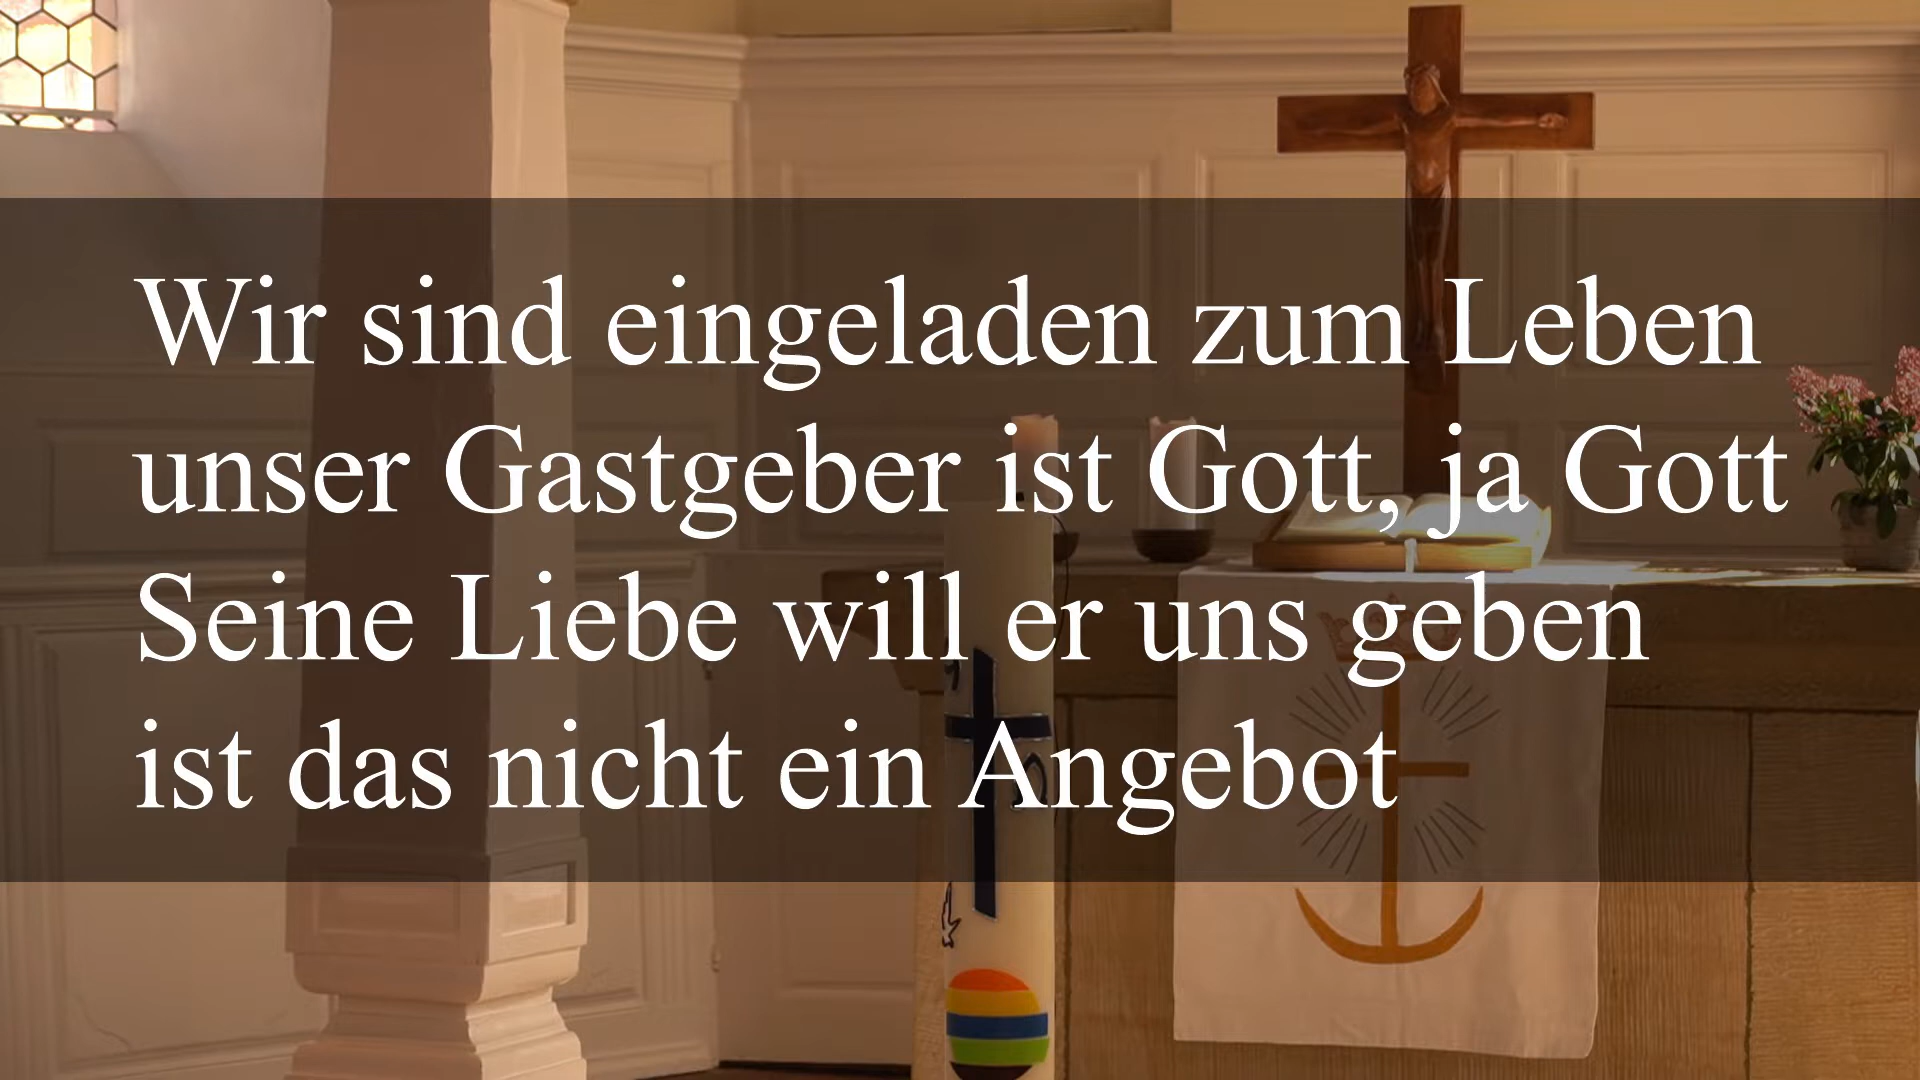 Wir sind eingeladen zum Leben
unser Gastgeber ist Gott, ja Gott
Seine Liebe will er uns geben
ist das nicht ein Angebot